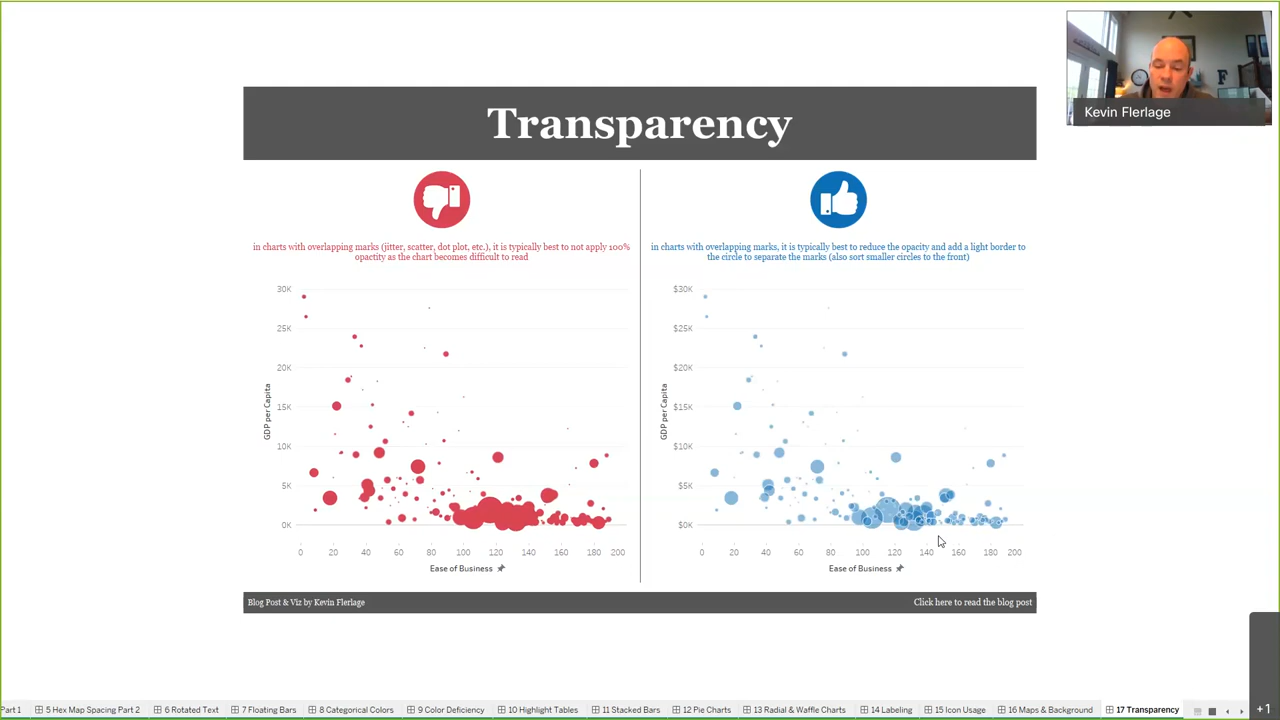 Kevin Flerlage
Transparency
in charts with overlapping marks (jitter, scatter, dot plot, etc.), it is typically best to not apply 100%
opactity as the chart becomes difficult to read
in charts with overlapping marks, it is typically best to reduce the opacity and add a light border to
the circle to separate the marks (also sort smaller circles to the front)
30K
25K
20K
15K
10K
5K
0K
GDP per Capita
0 20 40 60 80 100 120 140 160 180 200
Ease of Business
$30K
$25K
$20K
$15K
$10K
$5K
$0K
GDP per Capita
0 20 40 60 80 100 120 140 160 180 200
Ease of Business
Blog Post & Viz by Kevin Flerlage
Click here to read the blog post
Part 1 5 Hex Map Spacing Part 2 6 Rotated Text 7 Floating Bars 8 Categorical Colors 9 Color Deficiency 10 Highlight Tables 11 Stacked Bars 12 Pie Charts 13 Radial & Waffle Charts 14 Labeling 15 Icon Usage 16 Maps & Background 17 Transparency
+1